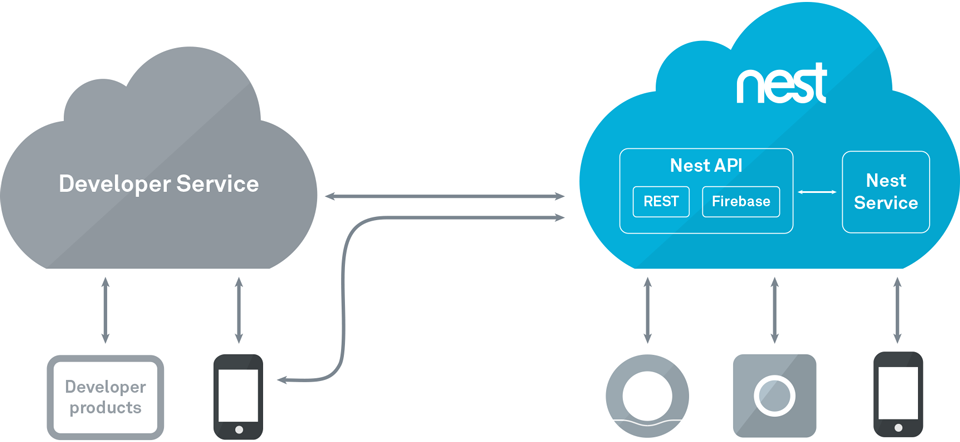 nest
Developer Service
Nest API
REST
Firebase
Nest
Service
Developer
products